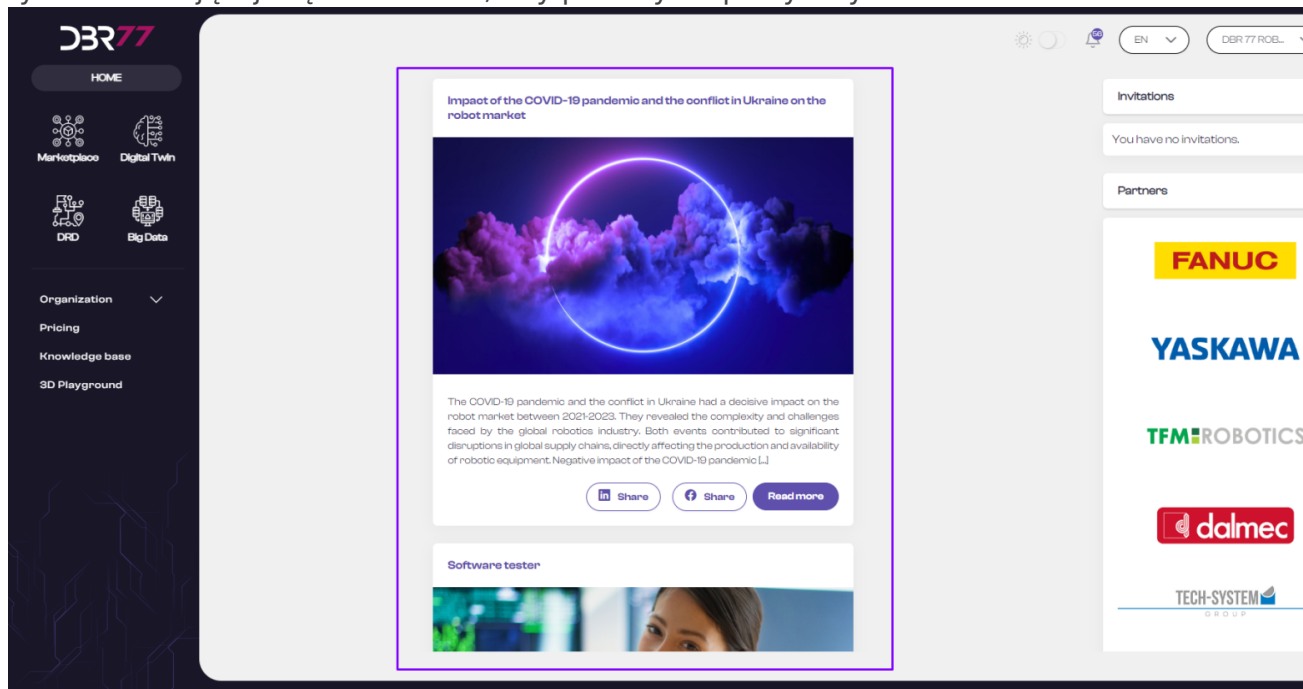 DBR77
HOME
Marketplace
Digital Twin
DRD
Big Data
Organization
Pricing
Knowledge base
3D Playground
56
EN
DBR 77 ROB...
Impact of the COVID-19 pandemic and the conflict in Ukraine on the
robot market
The COVID-19 pandemic and the conflict in Ukraine had a decisive impact on the
robot market between 2021-2023. They revealed the complexity and challenges
faced by the global robotics industry. Both events contributed to significant
disruptions in global supply chains, directly affecting the production and availability
of robotic equipment. Negative impact of the COVID-19 pandemic [...]
Share
Share
Read more
Software tester
Invitations
You have no invitations.
Partners
FANUC
YASKAWA
TFM ROBOTICS
dalmec
TECH-SYSTEM
GROUP